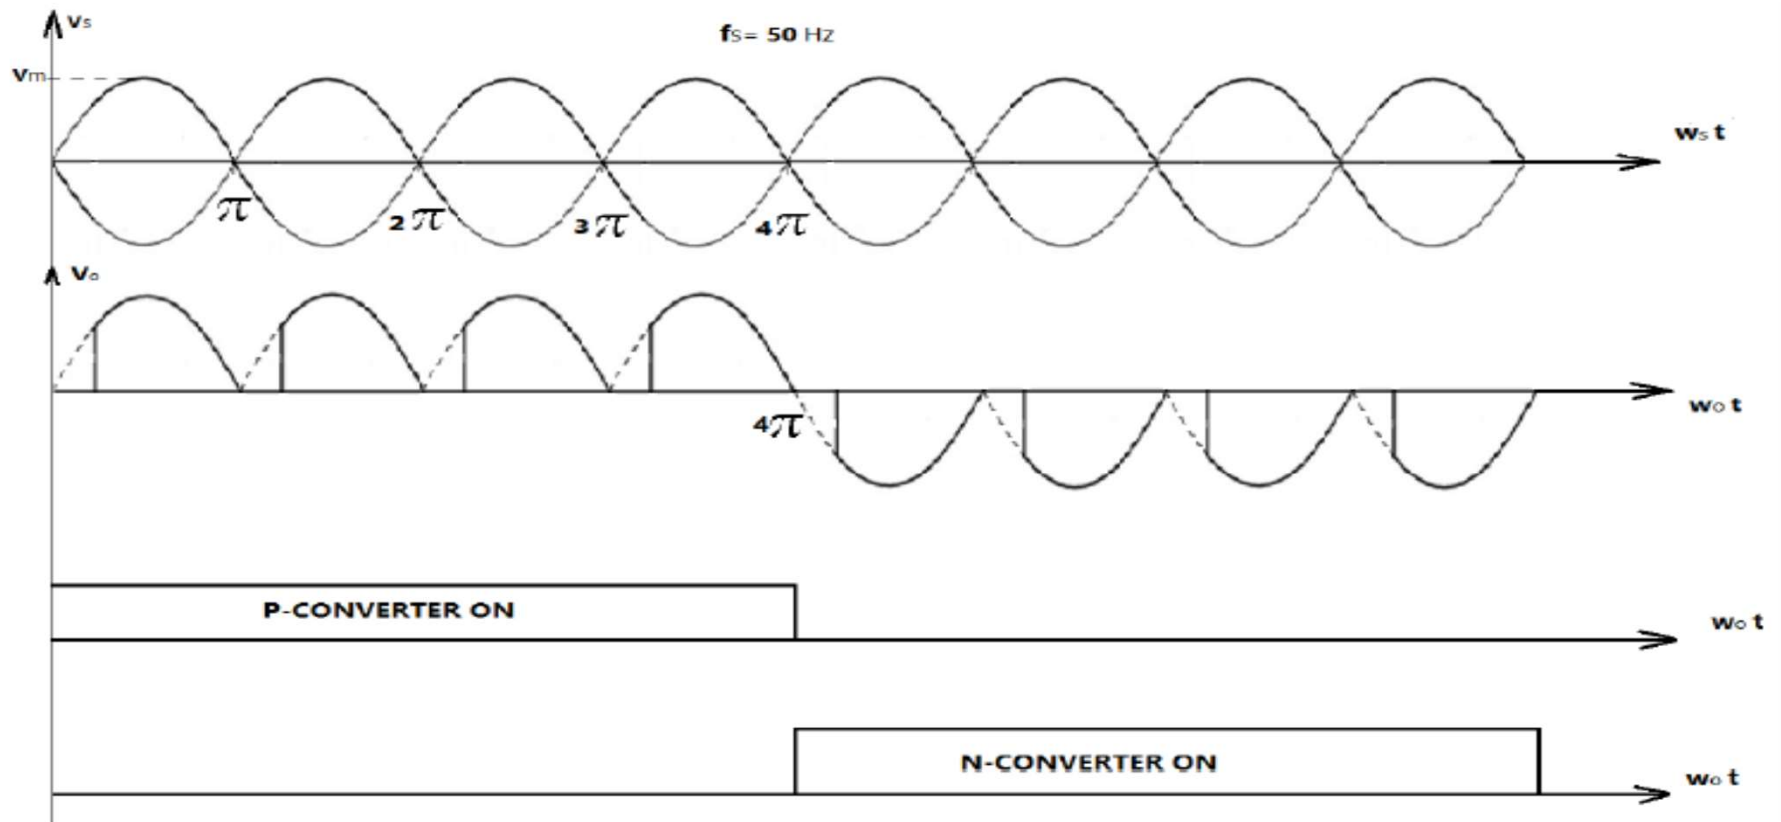 vs
fs= 50 Hz
vm
ws t
π
2π
3π
4π
vo
wo t
4π
P-CONVERTER ON
wo t
N-CONVERTER ON
wo t